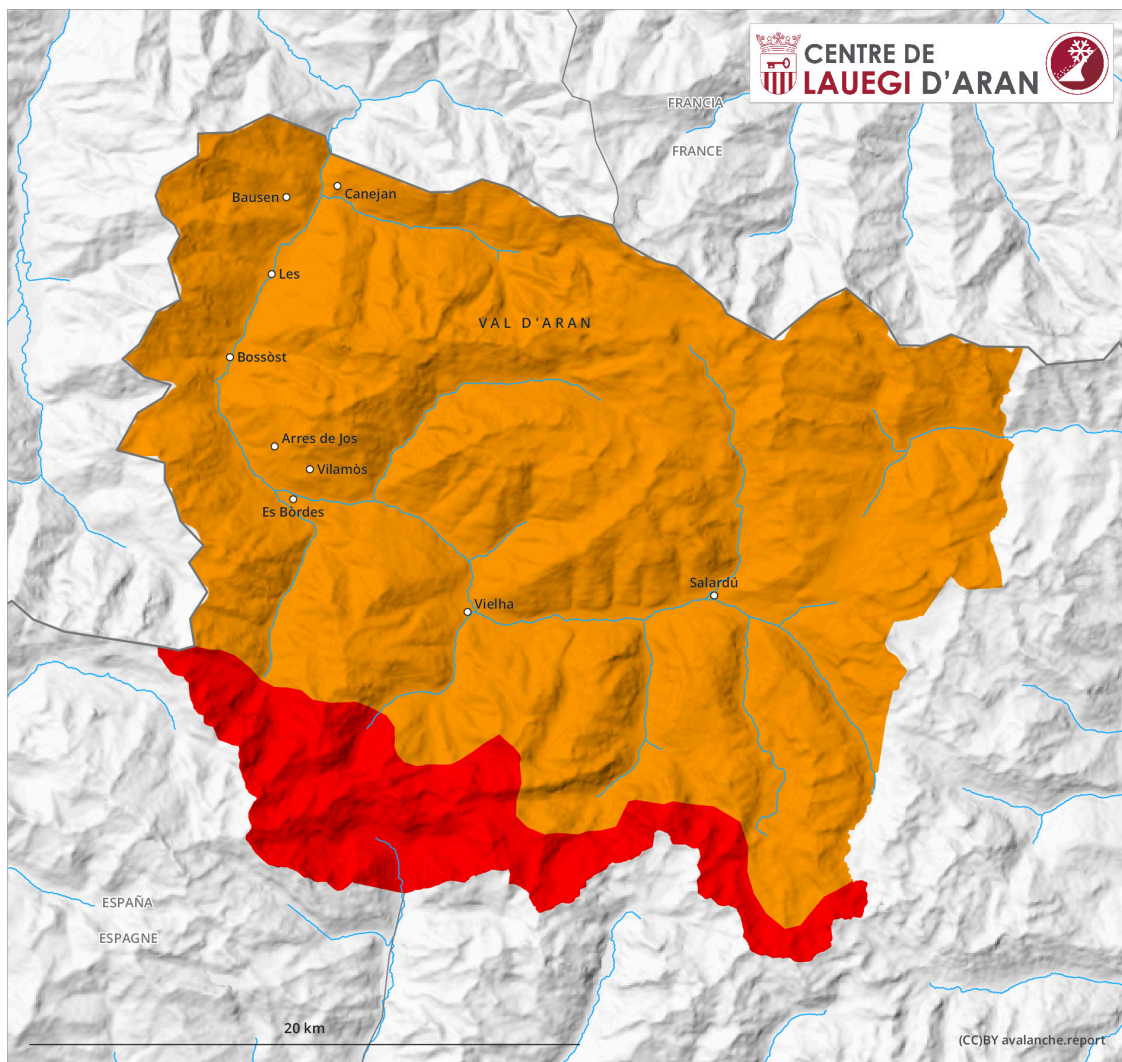 CENTRE DE
LAUEGI D'ARAN
FRANCIA
FRANCE
Bausen
Canejan
Les
VAL D'ARAN
Bossòst
Arres de Jos
Vilamòs
Es Bòrdes
Salardú
Vielha
ESPAÑA
ESPAGNE
20 km
(CC)BY avalanche.report